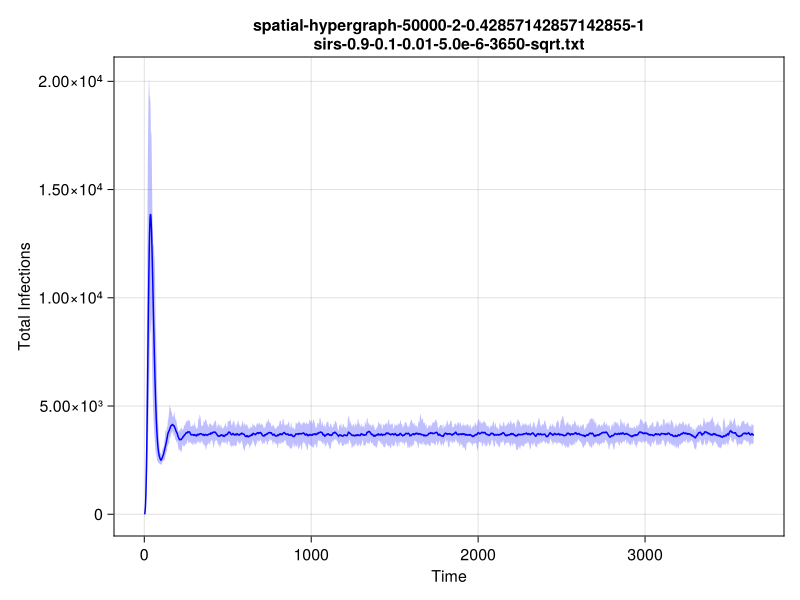 spatial-hypergraph-50000-2-0.42857142857142855-1
sirs-0.9-0.1-0.01-5.0e-6-3650-sqrt.txt
2.00×10⁴
1.50×10⁴
1.00×10⁴
5.00×10³
0
Total Infections
0 1000 2000 3000
Time